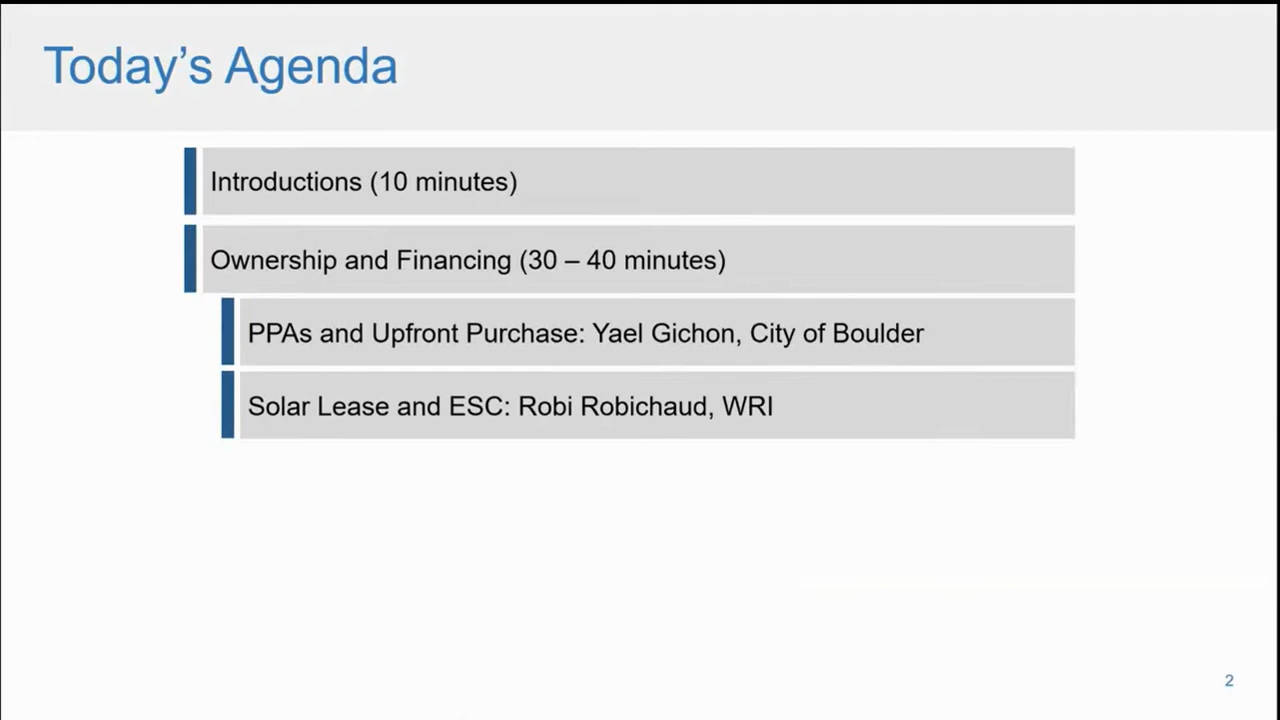 Today’s Agenda
Introductions (10 minutes)
Ownership and Financing (30 – 40 minutes)
PPAs and Upfront Purchase: Yael Gichon, City of Boulder
Solar Lease and ESC: Robi Robichaud, WRI
2